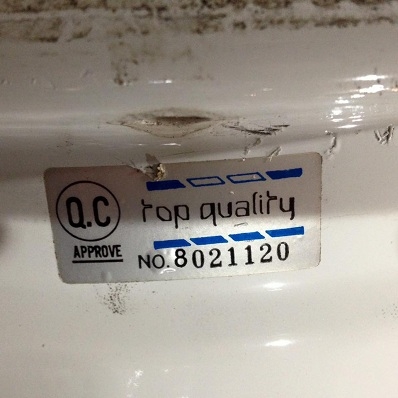 Q.C
APPROVE
top quality
NO. 8021120